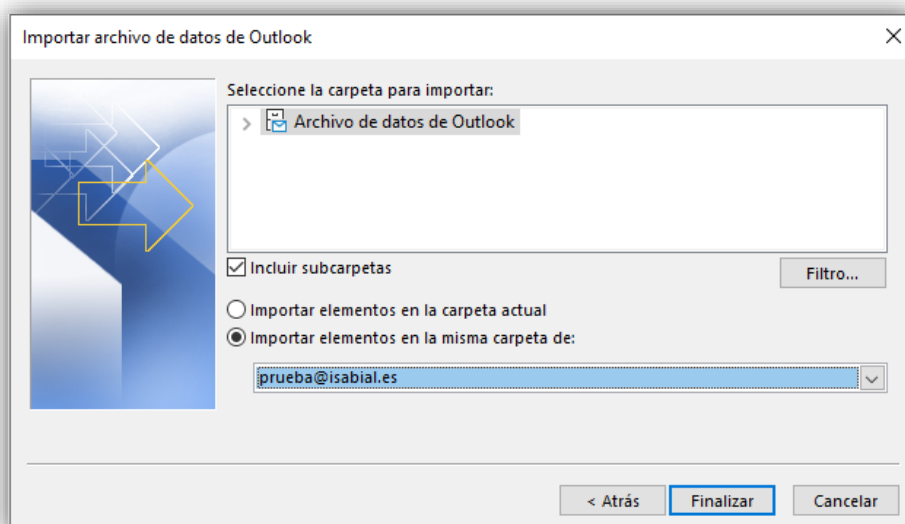 Importar archivo de datos de Outlook
Seleccione la carpeta para importar:
Archivo de datos de Outlook
Incluir subcarpetas
Filtro...
Importar elementos en la carpeta actual
Importar elementos en la misma carpeta de:
prueba@isabial.es
< Atrás Finalizar Cancelar